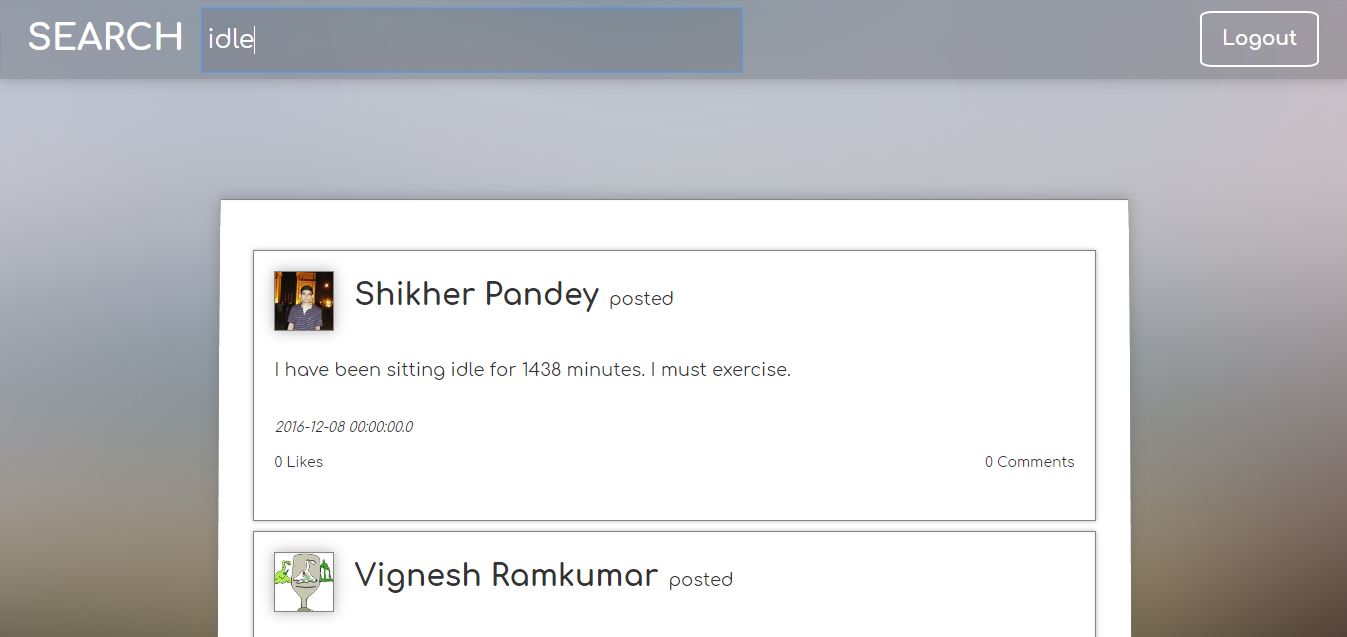 SEARCH idle Logout
Shikher Pandey posted
I have been sitting idle for 1438 minutes. I must exercise.
2016-12-08 00:00:00.0
0 Likes 0 Comments
Vignesh Ramkumar posted